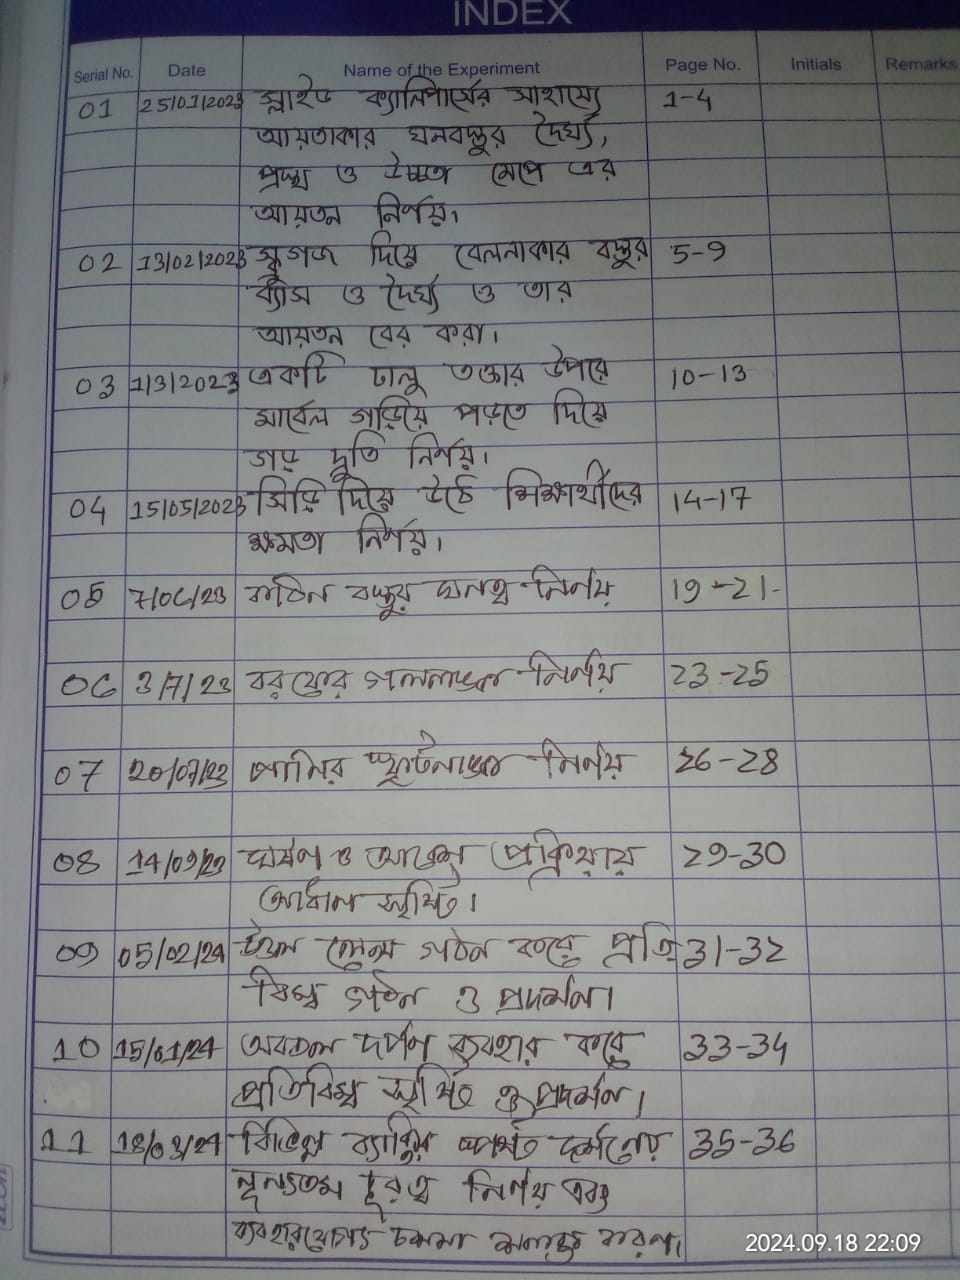 INDEX
Serial No. Date Name of the Experiment Page No. Initials Remarks
01 25/01/2023 স্লাইড ক্যালিপার্সের সাহায্যে 1-4
আয়তাকার ঘনবস্তুর দৈর্ঘ্য,
প্রস্থ ও উচ্চতা মেপে এর
আয়তন নির্ণয়।
02 13/02/2023 স্ক্রুগজ দিয়ে বেলনাকার বস্তুর 5-9
ব্যাস ও দৈর্ঘ্য ও তার
আয়তন বের করা।
03 1/3/2023 একটি ঢালু তক্তার উপরে 10-13
মার্বেল গড়িয়ে পড়তে দিয়ে
গড় দ্রুতি নির্ণয়।
04 15/05/2023 সিঁড়ি দিয়ে উঠে শিক্ষার্থীদের 14-17
ক্ষমতা নির্ণয়।
05 7/06/23 কঠিন বস্তুর ঘনত্ব নির্ণয় 19-21-
06 3/7/23 বরফের গলনাঙ্ক নির্ণয় 23-25
07 20/07/23 পানির স্ফুটনাঙ্ক নির্ণয় 26-28
08 14/09/23 ঘর্ষণ ও আবেশ প্রক্রিয়ায় 29-30
আধান সৃষ্টি।
09 05/02/24 উত্তল লেন্স গঠন করে প্রতি 31-32
বিম্ব গঠন ও প্রদর্শন।
10 15/01/24 অবতল দর্পণ ব্যবহার করে 33-34
প্রতিবিম্ব সৃষ্টি ও প্রদর্শন।
11 18/03/24 বিভিন্ন ব্যক্তির স্পষ্ট দর্শনের 35-36
নূন্যতম দূরত্ব নির্ণয় এবং
ব্যবহারযোগ্য চশমা শনাক্ত করণ।
2024.09.18 22:09